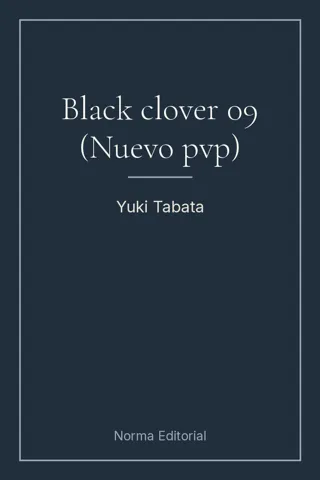 Black clover 09
(Nuevo pvp)
Yuki Tabata
Norma Editorial